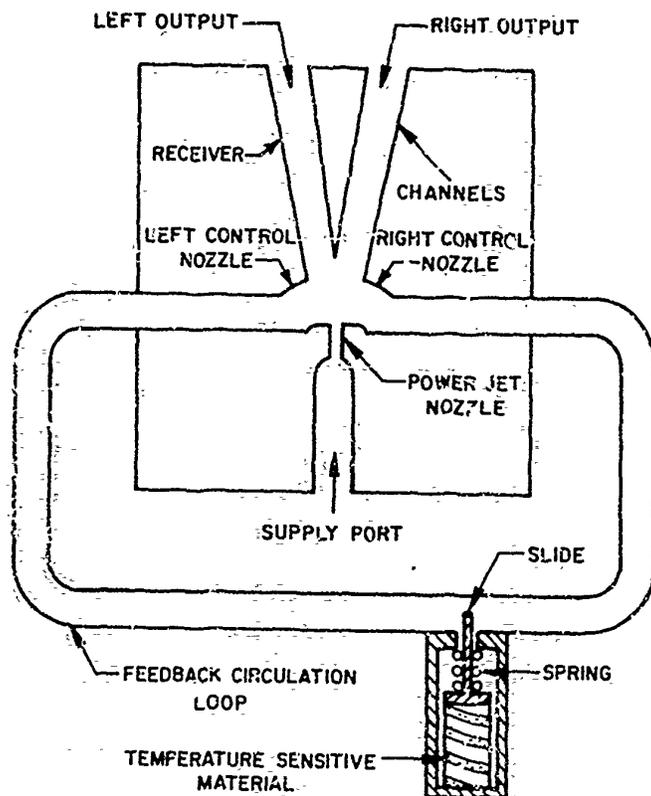 LEFT OUTPUT
RIGHT OUTPUT
RECEIVER
CHANNELS
LEFT CONTROL
NOZZLE
RIGHT CONTROL
NOZZLE
POWER JET
NOZZLE
SUPPLY PORT
SLIDE
FEEDBACK CIRCULATION
LOOP
SPRING
TEMPERATURE SENSITIVE
MATERIAL